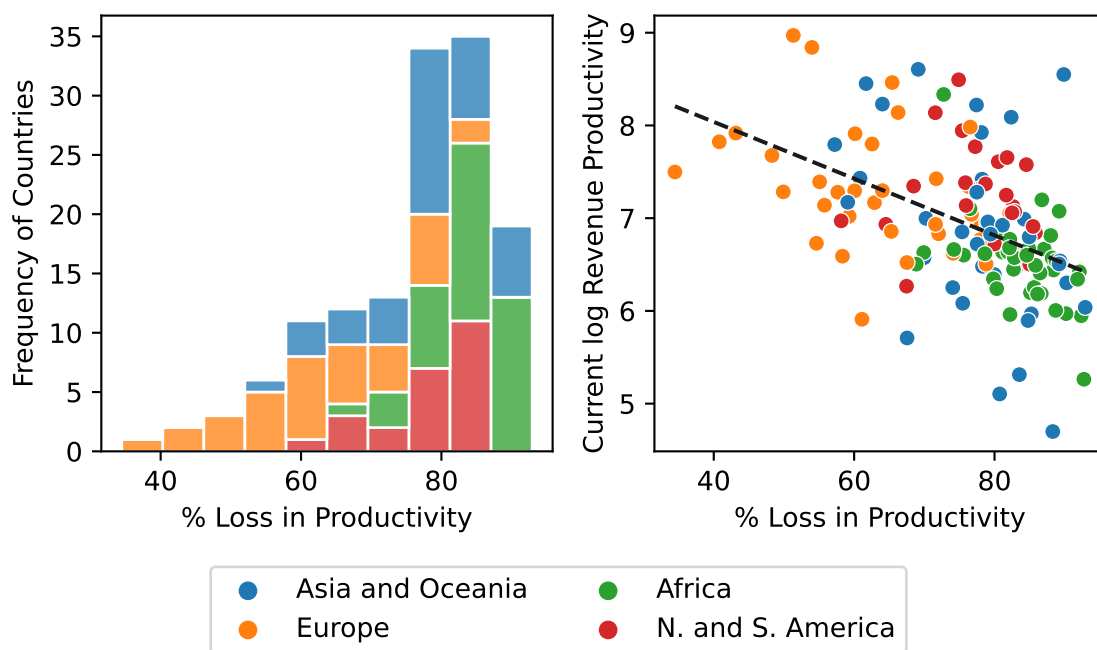 Frequency of Countries
35
30
25
20
15
10
5
0
40 60 80
% Loss in Productivity
Current log Revenue Productivity
9
8
7
6
5
40 60 80
% Loss in Productivity
Asia and Oceania
Europe
Africa
N. and S. America